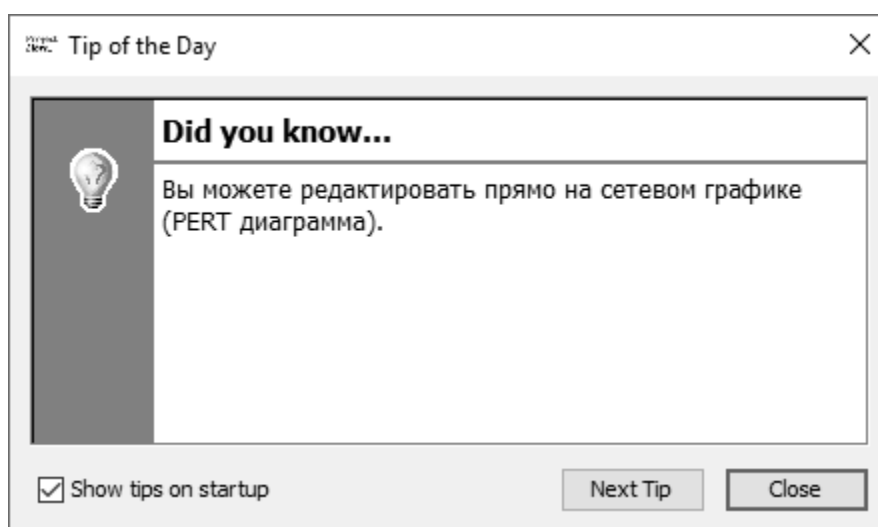 Tip of the Day
Did you know...
Вы можете редактировать прямо на сетевом графике
(PERT диаграмма).
Show tips on startup
Next Tip
Close